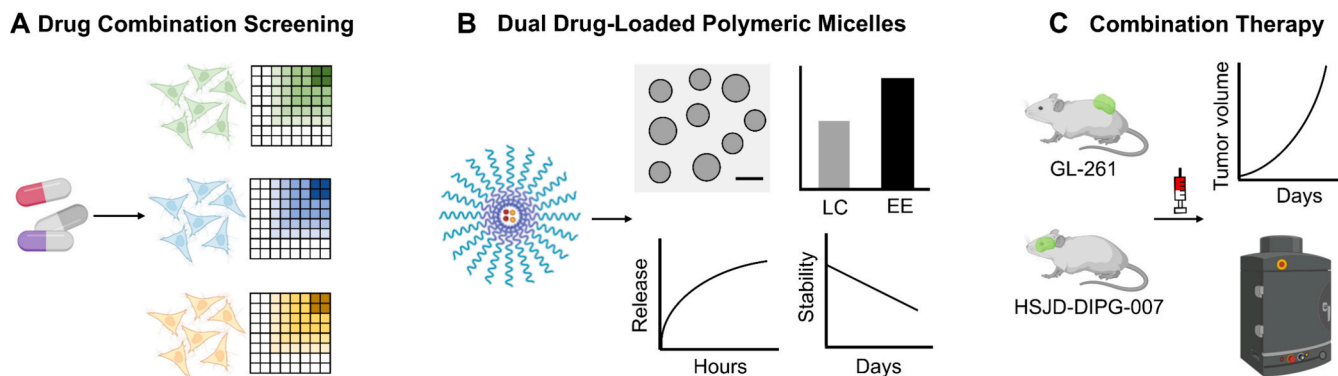 A Drug Combination Screening
B Dual Drug-Loaded Polymeric Micelles
LC
EE
Release
Hours
Stability
Days
C Combination Therapy
GL-261
HSJD-DIPG-007
Tumor volume
Days